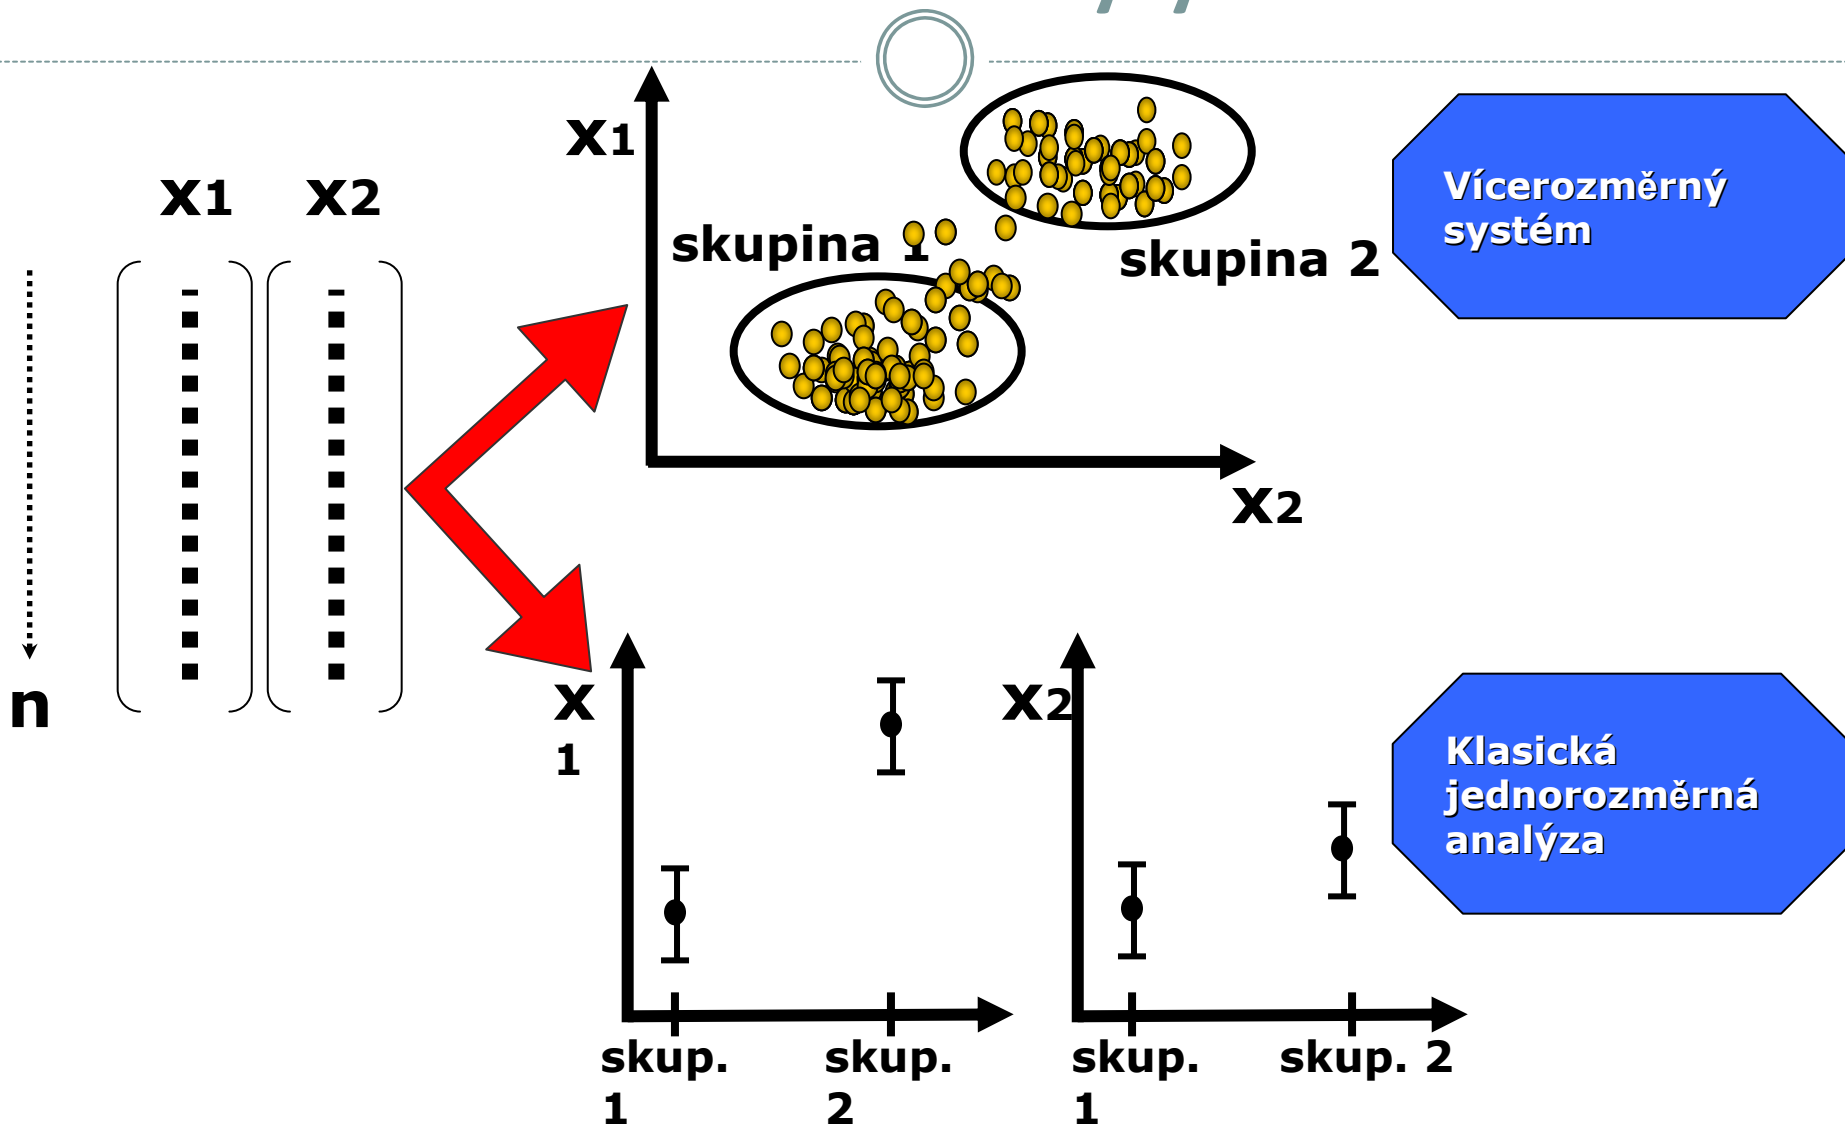 x1
x2
n
x1
skupina 1
skupina 2
x2
Vícerozměrný
systém
x
1
skup.
1
skup.
2
x2
skup.
1
skup. 2
Klasická
jednorozměrná
analýza